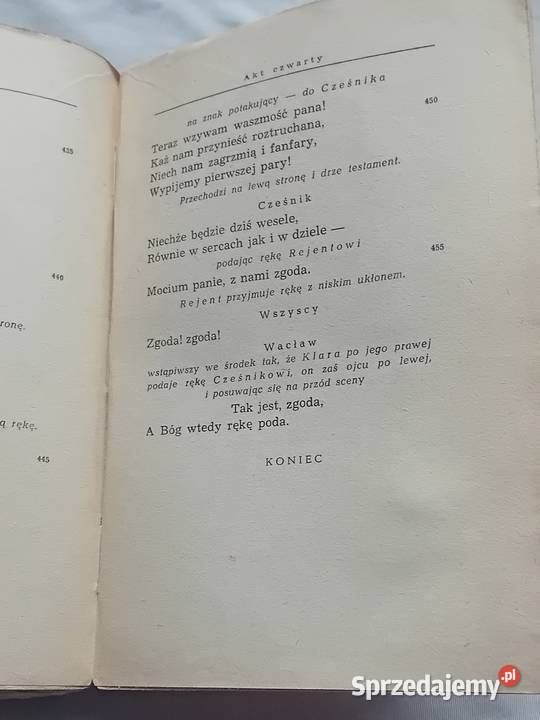 435
440
ronę.
ą rękę.
445
Akt czwarty
na znak potakujący — do Cześnika
Teraz wzywam waszmość pana! 450
Każ nam przynieść roztruchana,
Niech nam zagrzmią i fanfary,
Wypijemy pierwszej pary!
Przechodzi na lewą stronę i drze testament.
Cześnik
Niechże będzie dziś wesele,
Równie w sercach jak i w dziele —
podając rękę Rejentowi 455
Mocium panie, z nami zgoda.
Rejent przyjmuje rękę z niskim ukłonem.
Wszyscy
Zgoda! zgoda!
Wacław
wstąpiwszy we środek tak, że Klara po jego prawej
podaje rękę Cześnikowi, on zaś ojcu po lewej,
i posuwając się na przód sceny
Tak jest, zgoda,
A Bóg wtedy rękę poda.
KONIEC
Sprzedajemy.pl